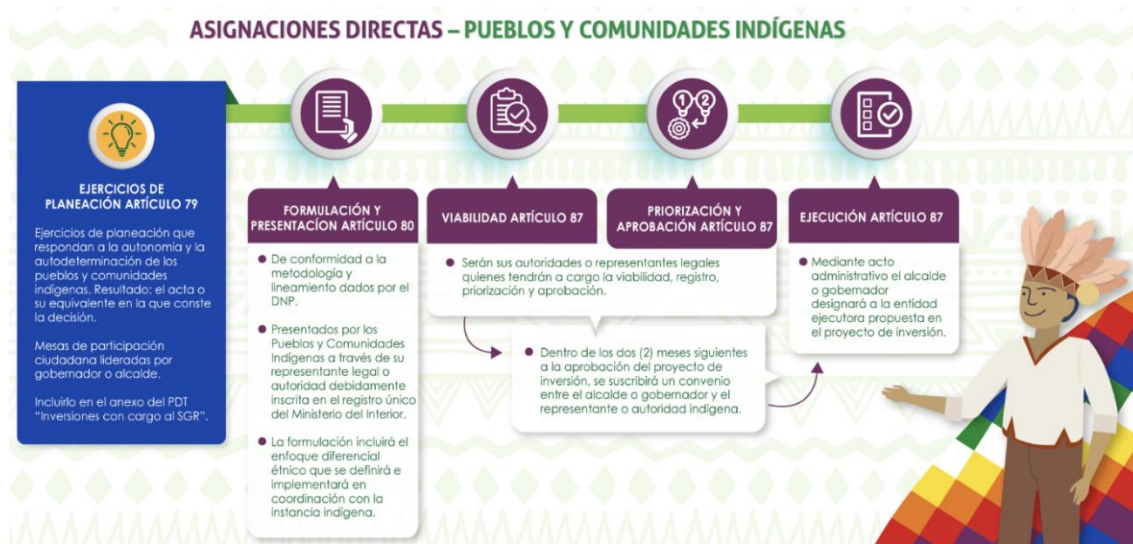 ASIGNACIONES DIRECTAS – PUEBLOS Y COMUNIDADES INDÍGENAS
EJERCICIOS DE
PLANEACIÓN ARTÍCULO 79
Ejercicios de planeación que
respondan a la autonomía y la
autodeterminación de los
pueblos y comunidades
indígenas. Resultado: el acta o
su equivalente en la que conste
la decisión.
Mesas de participación
ciudadana lideradas por
gobernador o alcalde.
Incluirlo en el anexo del PDT
“Inversiones con cargo al SGR”.
FORMULACIÓN Y
PRESENTACÍON ARTÍCULO 80
De conformidad a la
metodología y
lineamiento dados por el
DNP.
Presentados por los
Pueblos y Comunidades
Indígenas a través de su
representante legal o
autoridad debidamente
inscrita en el registro único
del Ministerio del Interior.
La formulación incluirá el
enfoque diferencial
étnico que se definirá e
implementará en
coordinación con la
instancia indígena.
VIABILIDAD ARTÍCULO 87
1 2
PRIORIZACIÓN Y
APROBACIÓN ARTÍCULO 87
Serán sus autoridades o representantes legales
quienes tendrán a cargo la viabilidad, registro,
priorización y aprobación.
Dentro de los dos (2) meses siguientes
a la aprobación del proyecto de
inversión, se suscribirá un convenio
entre el alcalde o gobernador y el
representante o autoridad indígena.
EJECUCIÓN ARTÍCULO 87
Mediante acto
administrativo el alcalde
o gobernador
designará a la entidad
ejecutora propuesta en
el proyecto de inversión.